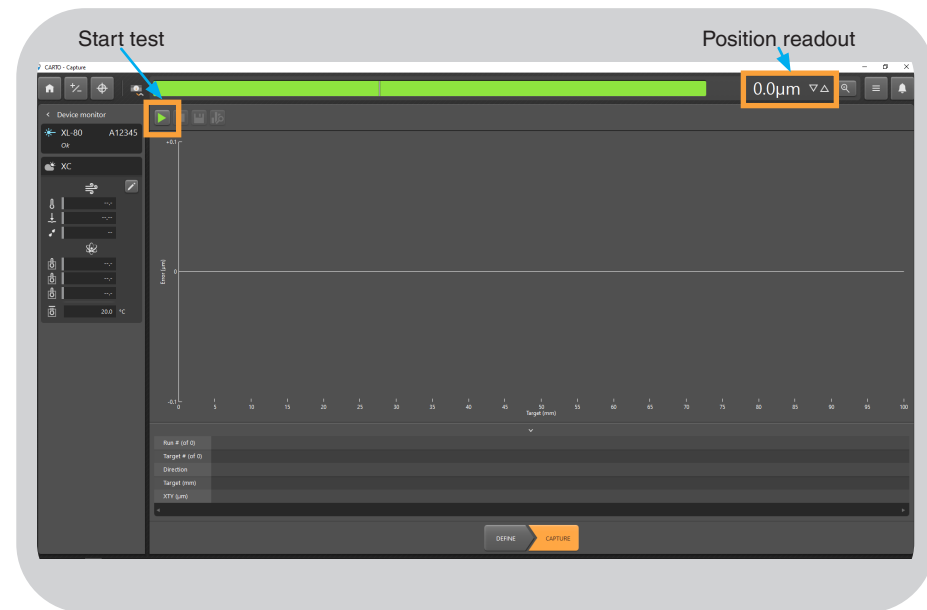 Start test
Position readout
CARTO - Capture
0.0µm
Device monitor
XL-80 A12345
Ok
XC
+0.1
--.-
--.--
--
Error (µm)
0
--.-
--.-
--.-
20.0 °C
-0.1
0 5 10 15 20 25 30 35 40 45 50 55 60 65 70 75 80 85 90 95 100
Target (mm)
Run # (of 0)
Target # (of 0)
Direction
Target (mm)
XTY (µm)
DEFINE CAPTURE